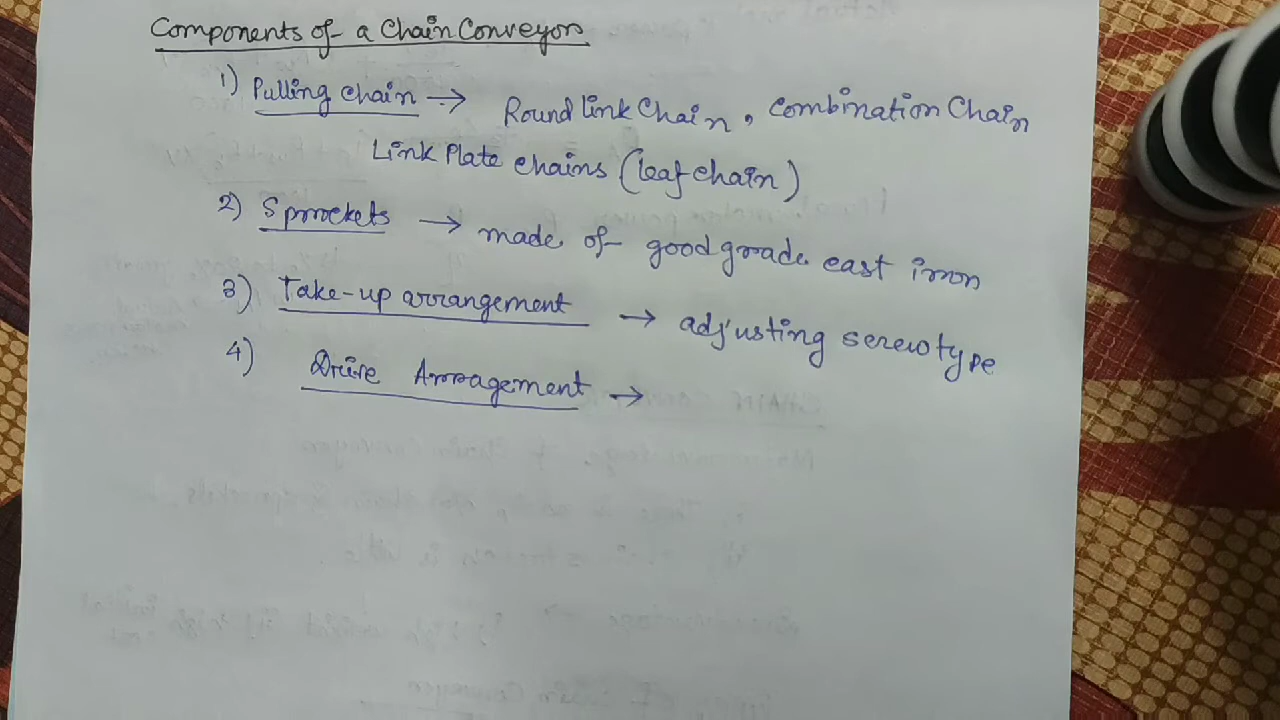 Components of a Chain Conveyor
1) Pulling chain → Round link Chain, Combination Chain
Link Plate chains (leaf chain)
2) Sprockets → made of good grade cast iron
3) Take-up arrangement → adjusting screw type
4) Drive Arragement →